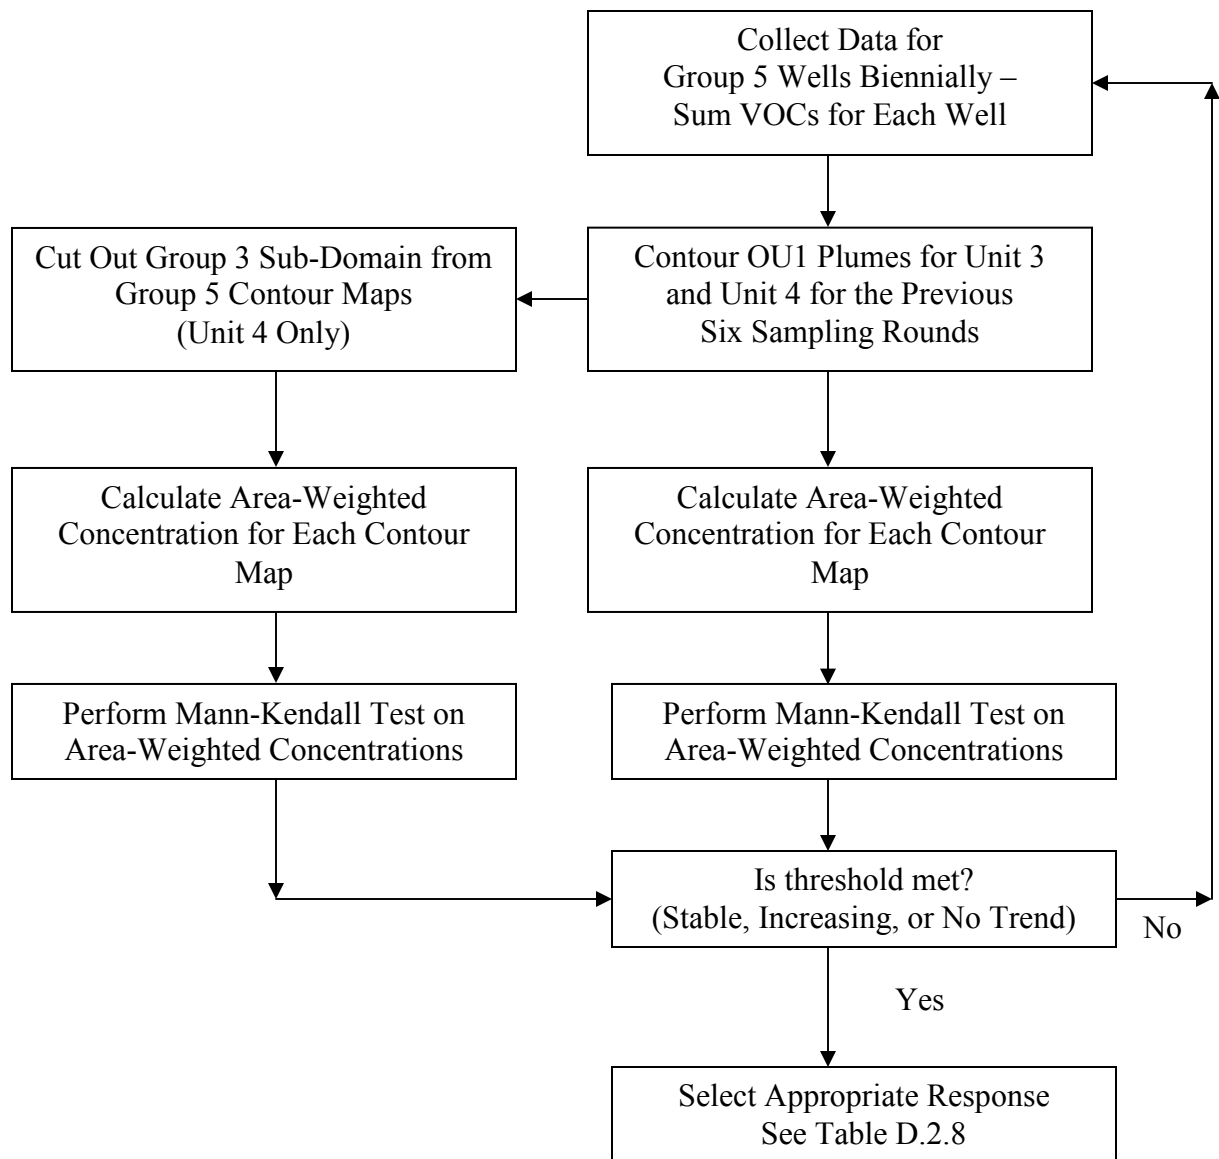 Collect Data for
Group 5 Wells Biennially –
Sum VOCs for Each Well
Cut Out Group 3 Sub-Domain from
Group 5 Contour Maps
(Unit 4 Only)
Contour OU1 Plumes for Unit 3
and Unit 4 for the Previous
Six Sampling Rounds
Calculate Area-Weighted
Concentration for Each Contour
Map
Calculate Area-Weighted
Concentration for Each Contour
Map
Perform Mann-Kendall Test on
Area-Weighted Concentrations
Perform Mann-Kendall Test on
Area-Weighted Concentrations
Is threshold met?
(Stable, Increasing, or No Trend)
No
Yes
Select Appropriate Response
See Table D.2.8